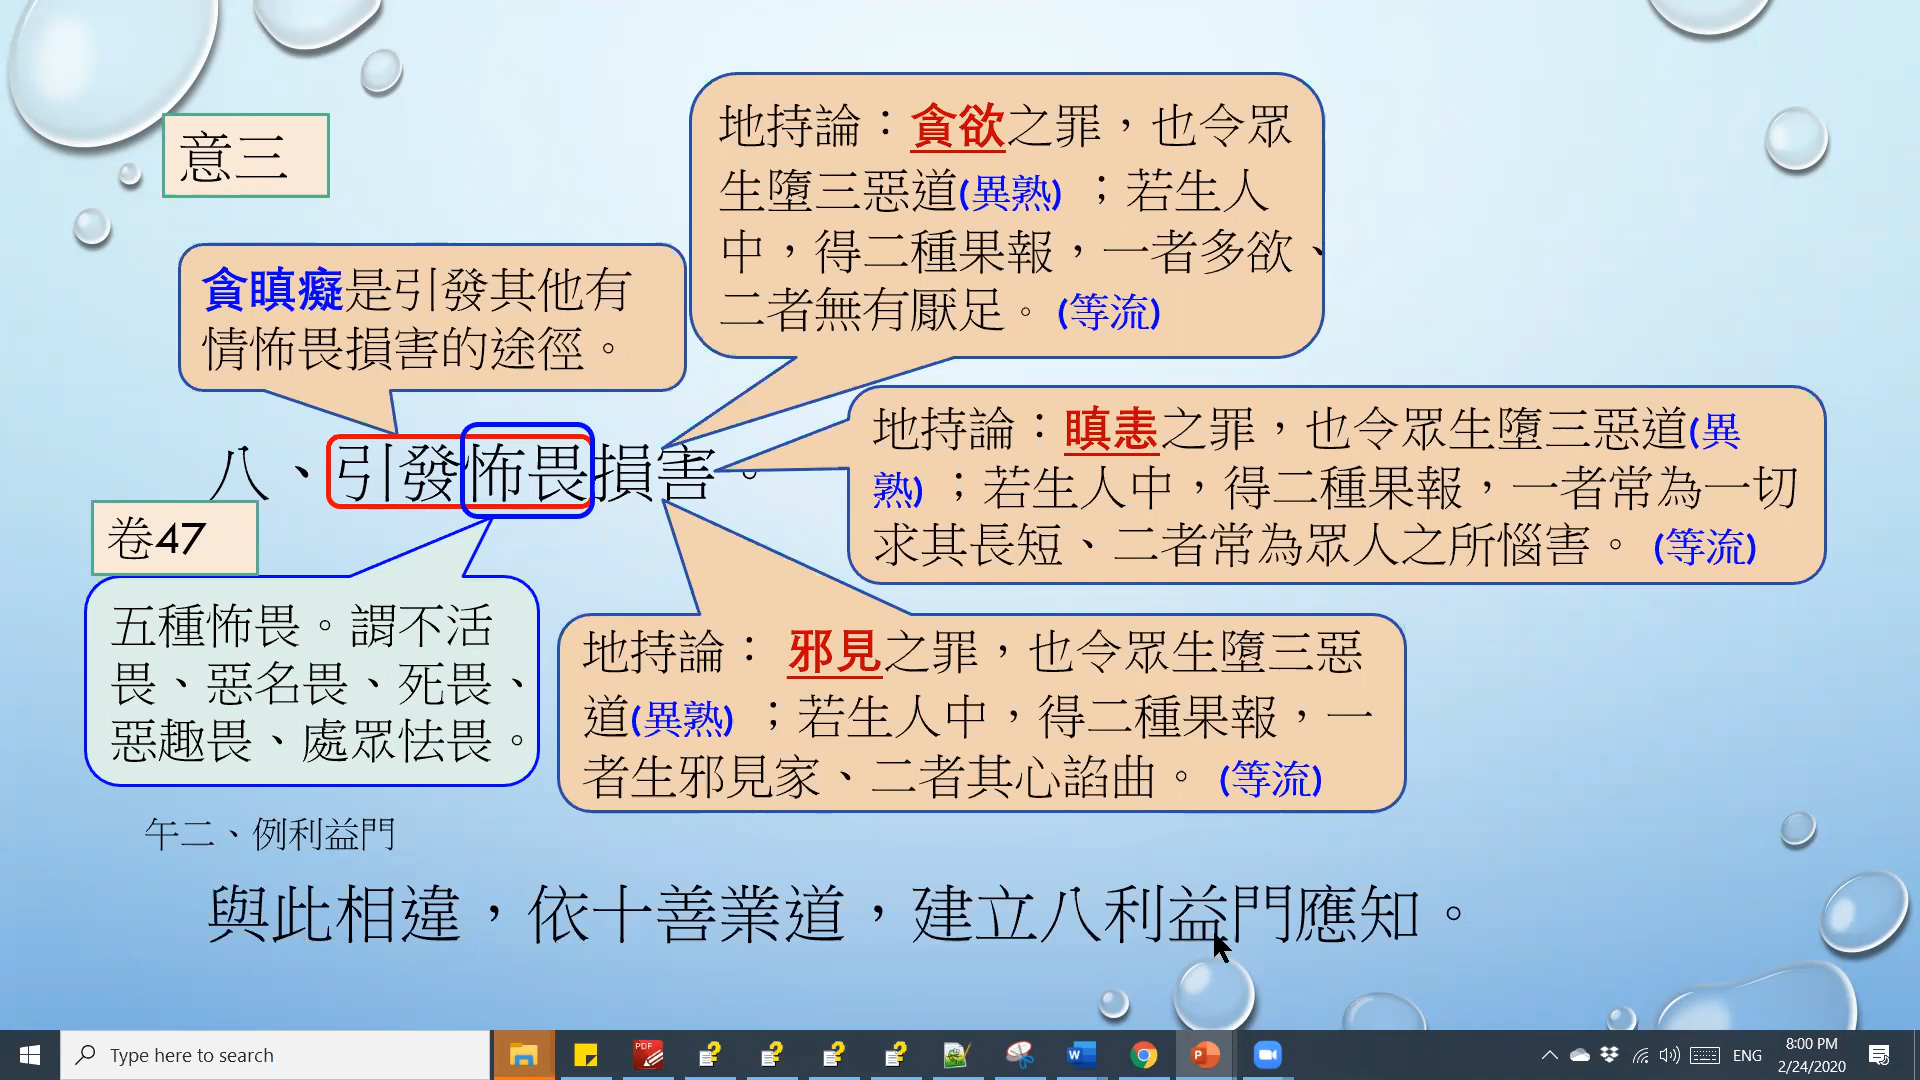 意三
地持論：貪欲之罪，也令眾
生墮三惡道(異熟) ；若生人
中，得二種果報，一者多欲、
二者無有厭足。(等流)
貪瞋癡是引發其他有
情怖畏損害的途徑。
地持論：瞋恚之罪，也令眾生墮三惡道(異
熟) ；若生人中，得二種果報，一者常為一切
求其長短、二者常為眾人之所惱害。 (等流)
八、引發怖畏損害。
卷47
五種怖畏。謂不活
畏、惡名畏、死畏、
惡趣畏、處眾怯畏。
地持論： 邪見之罪，也令眾生墮三惡
道(異熟) ；若生人中，得二種果報，一
者生邪見家、二者其心諂曲。 (等流)
午二、例利益門
與此相違，依十善業道，建立八利益門應知。
Type here to search
PDF
W
P
ENG
8:00 PM
2/24/2020